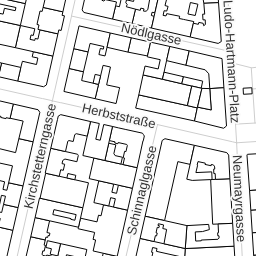 Nödlgasse
Ludo-Hartmann-Platz
Herbststraße
Kirchstetterngasse
Schinnaglgasse
Neumayrgasse